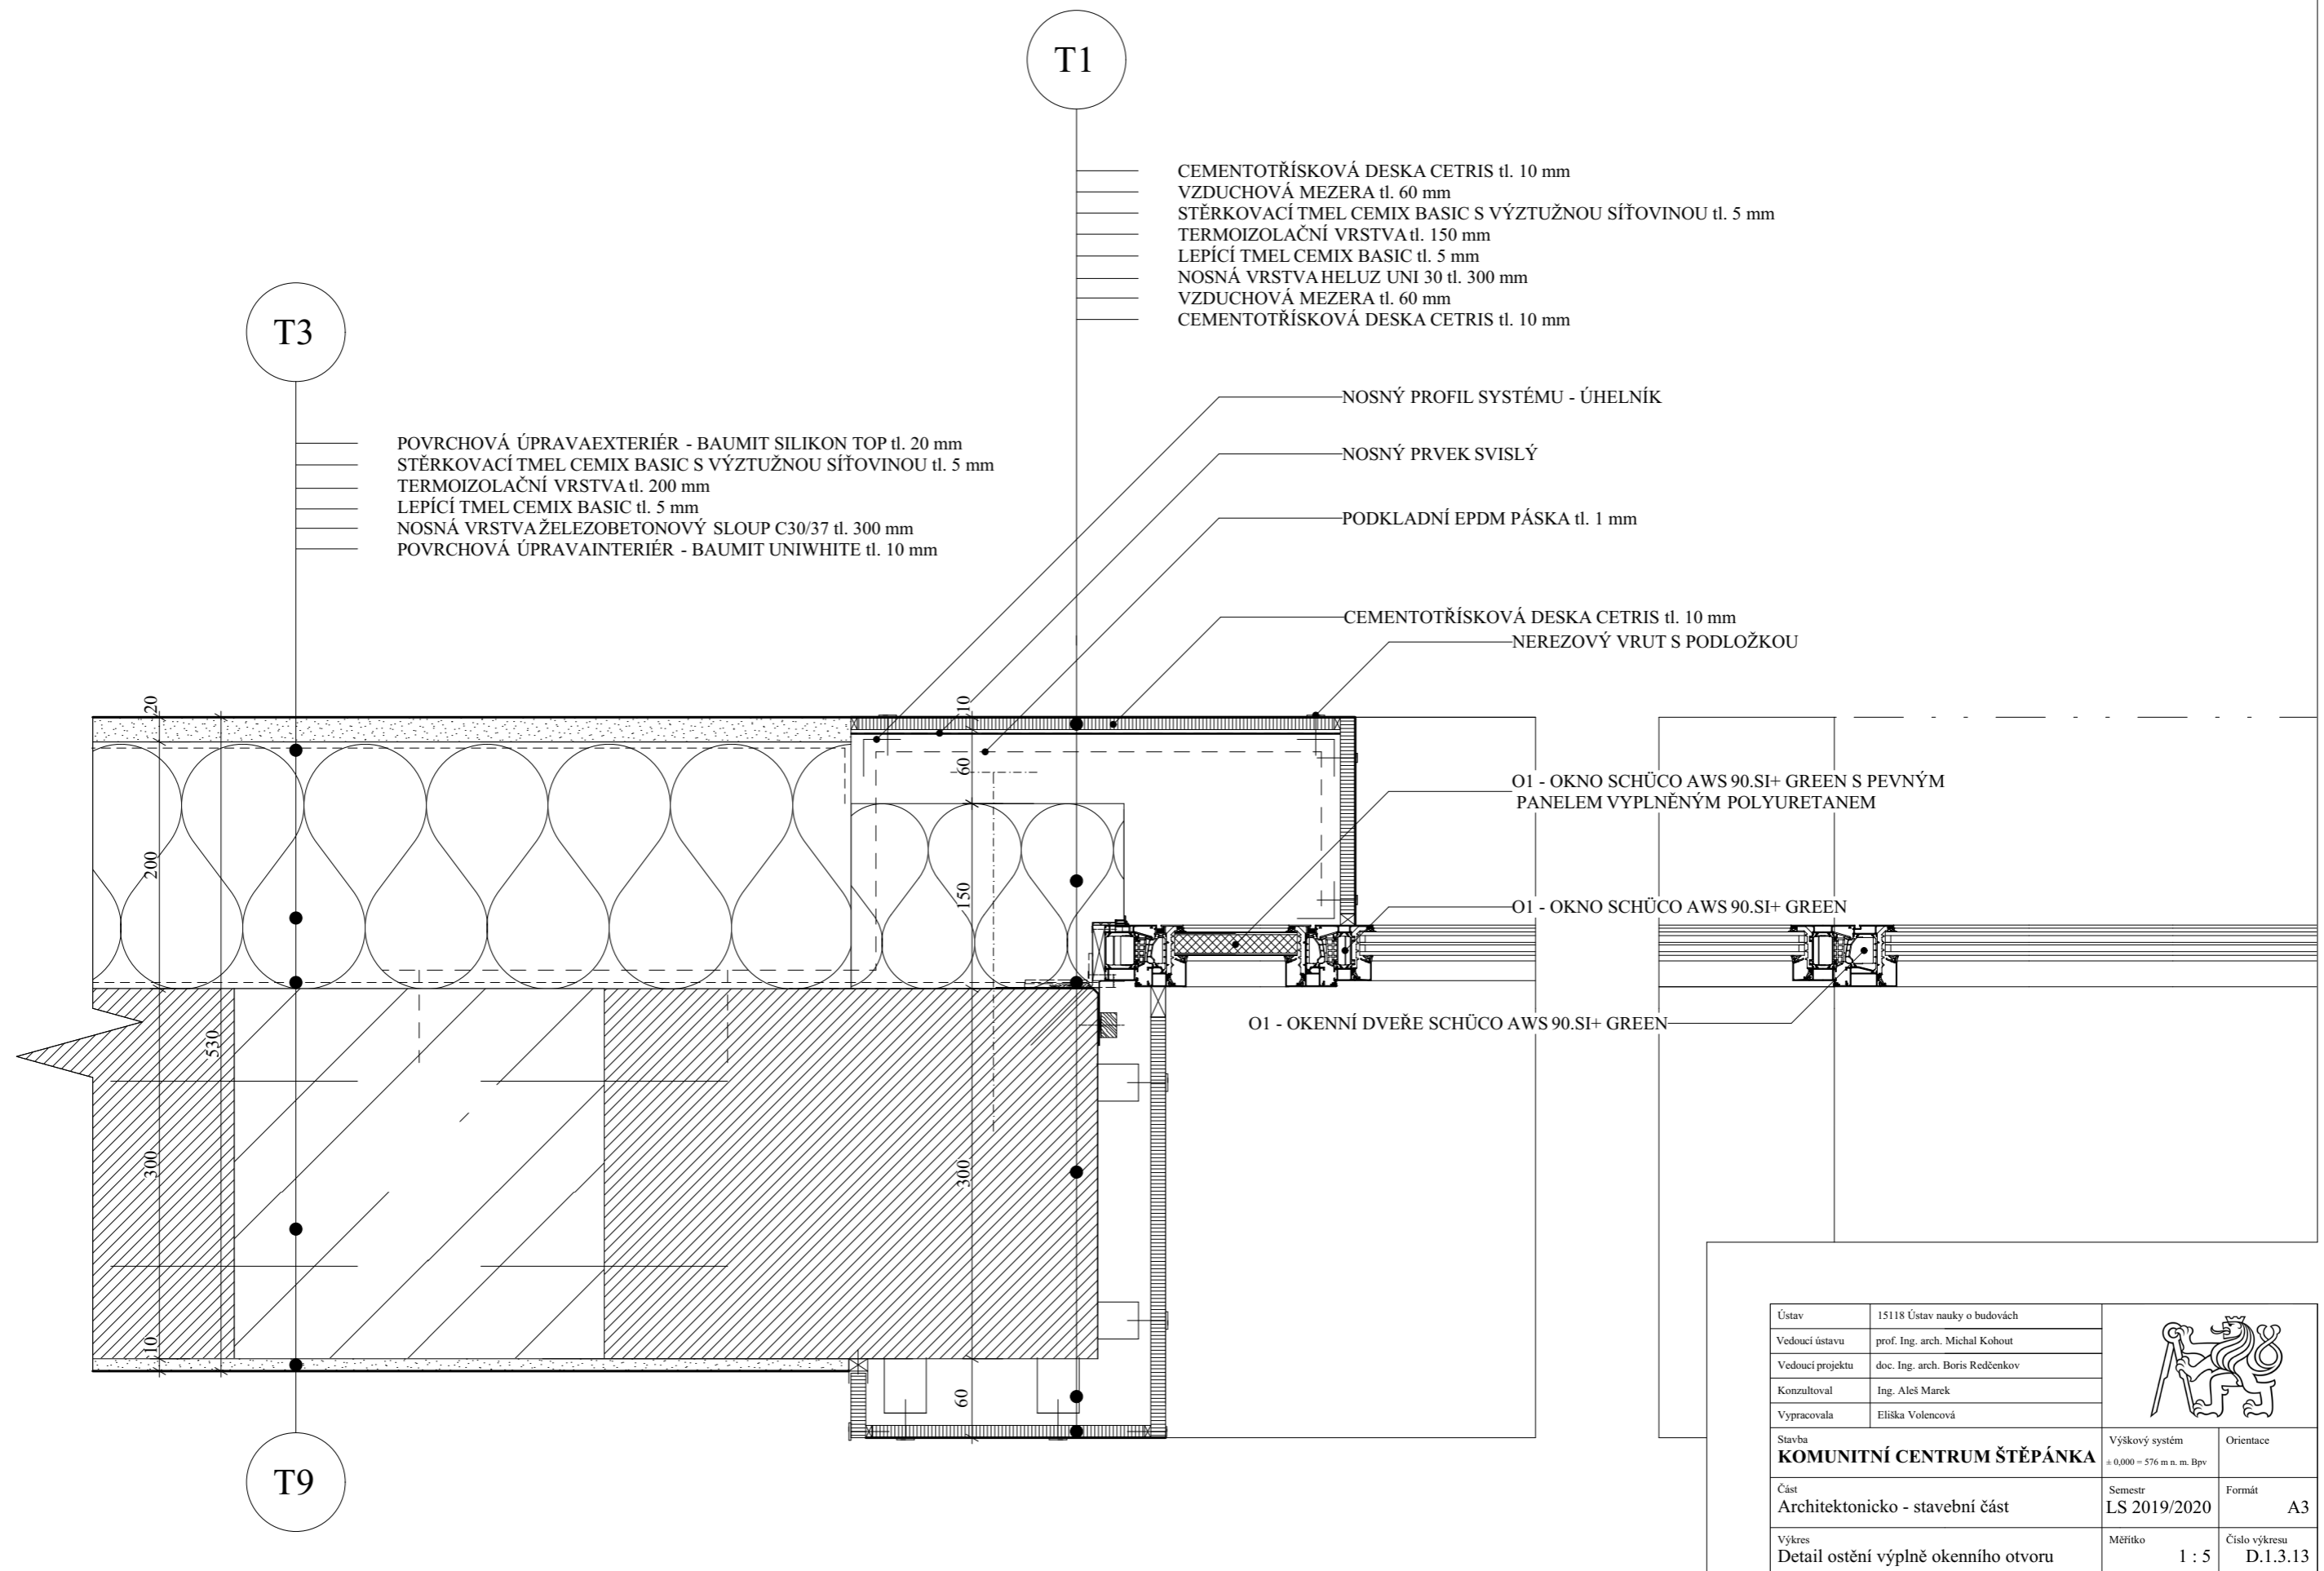 T1
CEMENTOTŘÍSKOVÁ DESKA CETRIS tl. 10 mm
VZDUCHOVÁ MEZERA tl. 60 mm
STĚRKOVACÍ TMEL CEMIX BASIC S VÝZTUŽNOU SÍŤOVINOU tl. 5 mm
TERMOIZOLAČNÍ VRSTVA tl. 150 mm
LEPÍCÍ TMEL CEMIX BASIC tl. 5 mm
NOSNÁ VRSTVA HELUZ UNI 30 tl. 300 mm
VZDUCHOVÁ MEZERA tl. 60 mm
CEMENTOTŘÍSKOVÁ DESKA CETRIS tl. 10 mm
T3
POVRCHOVÁ ÚPRAVA EXTERIÉR - BAUMIT SILIKON TOP tl. 20 mm
STĚRKOVACÍ TMEL CEMIX BASIC S VÝZTUŽNOU SÍŤOVINOU tl. 5 mm
TERMOIZOLAČNÍ VRSTVA tl. 200 mm
LEPÍCÍ TMEL CEMIX BASIC tl. 5 mm
NOSNÁ VRSTVA ŽELEZOBETONOVÝ SLOUP C30/37 tl. 300 mm
POVRCHOVÁ ÚPRAVA INTERIÉR - BAUMIT UNIWHITE tl. 10 mm
NOSNÝ PROFIL SYSTÉMU - ÚHELNÍK
NOSNÝ PRVEK SVISLÝ
PODKLADNÍ EPDM PÁSKA tl. 1 mm
CEMENTOTŘÍSKOVÁ DESKA CETRIS tl. 10 mm
NEREZOVÝ VRUT S PODLOŽKOU
O1 - OKNO SCHÜCO AWS 90.SI+ GREEN S PEVNÝM
PANELEM VYPLNĚNÝM POLYURETANEM
O1 - OKNO SCHÜCO AWS 90.SI+ GREEN
O1 - OKENNÍ DVEŘE SCHÜCO AWS 90.SI+ GREEN
20
200
530
300
10
10
60
150
300
60
T9
Ústav 15118 Ústav nauky o budovách
Vedoucí ústavu prof. Ing. arch. Michal Kohout
Vedoucí projektu doc. Ing. arch. Boris Redčenkov
Konzultoval Ing. Aleš Marek
Vypracovala Eliška Volencová
Stavba
KOMUNITNÍ CENTRUM ŠTĚPÁNKA
Výškový systém
± 0,000 = 576 m n. m. Bpv
Orientace
Část
Architektonicko - stavební část
Semestr
LS 2019/2020
Formát
A3
Výkres
Detail ostění výplně okenního otvoru
Měřítko
1 : 5
Číslo výkresu
D.1.3.13